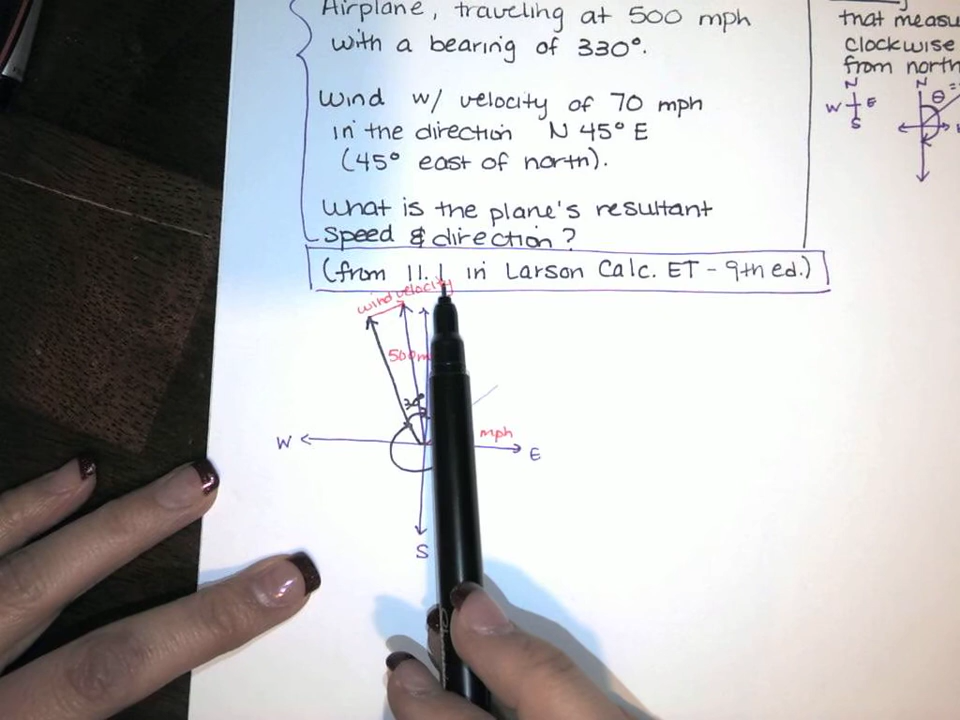 Airplane, traveling at 500 mph
with a bearing of 330°.
Wind w/ velocity of 70 mph
in the direction N 45° E
(45° east of north).
What is the plane's resultant
Speed & direction?
(from 11.1 in Larson Calc. ET - 9th ed.)
that measu
clockwise
from north
N
W E
S
N
θ=
wind velocity
500m
30°
mph
W
E
S